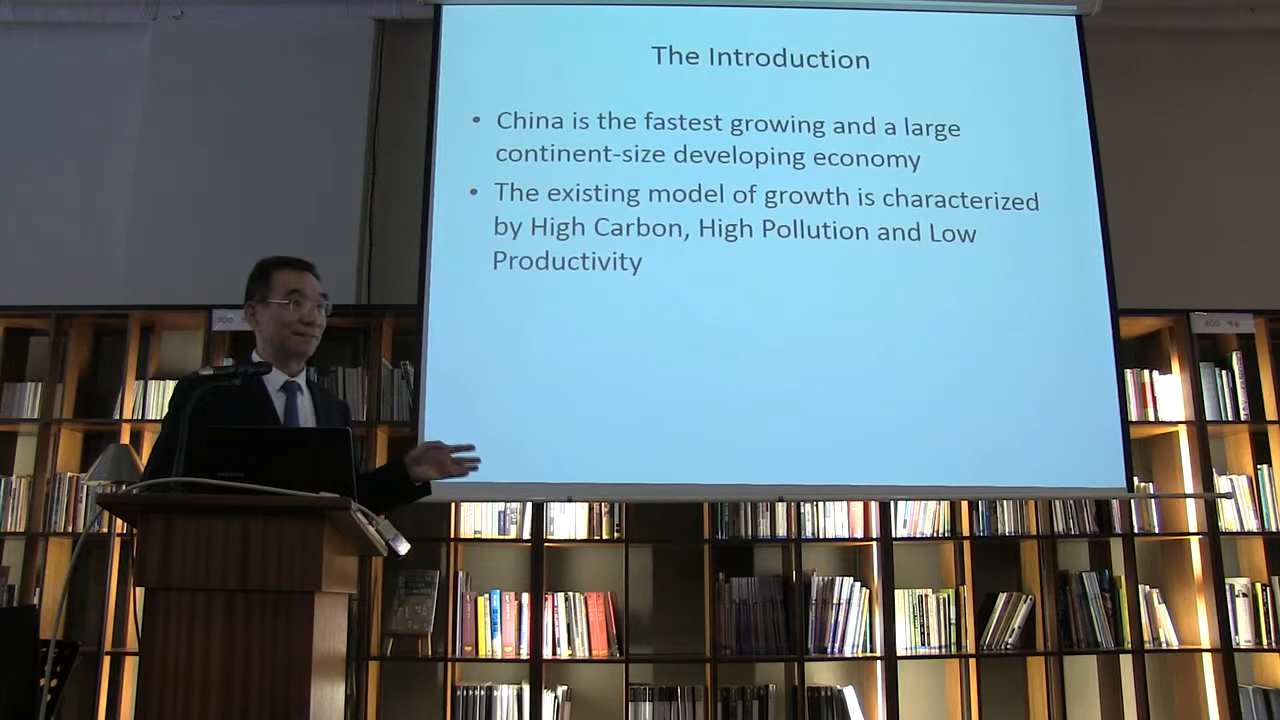 The Introduction
• China is the fastest growing and a large
continent-size developing economy
• The existing model of growth is characterized
by High Carbon, High Pollution and Low
Productivity